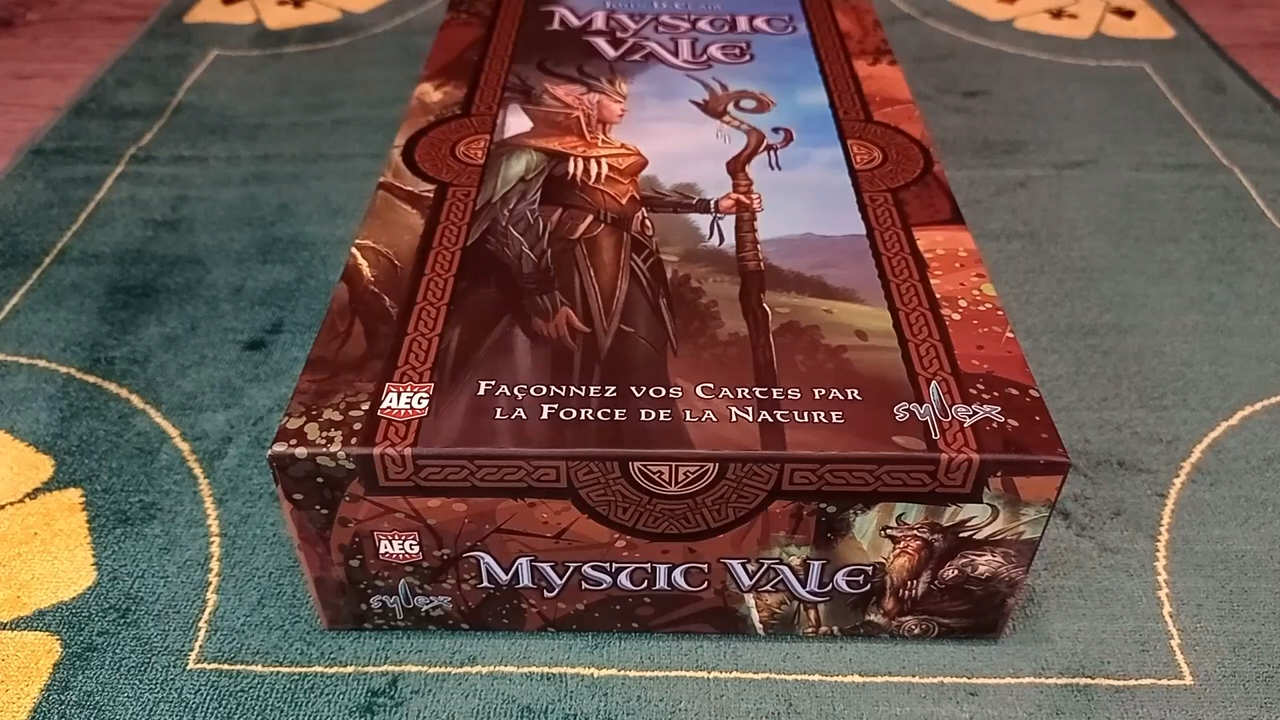 Mystic
Vale
AEG
Façonnez vos Cartes par
la Force de la Nature
sylex
AEG
Mystic Vale
sylex